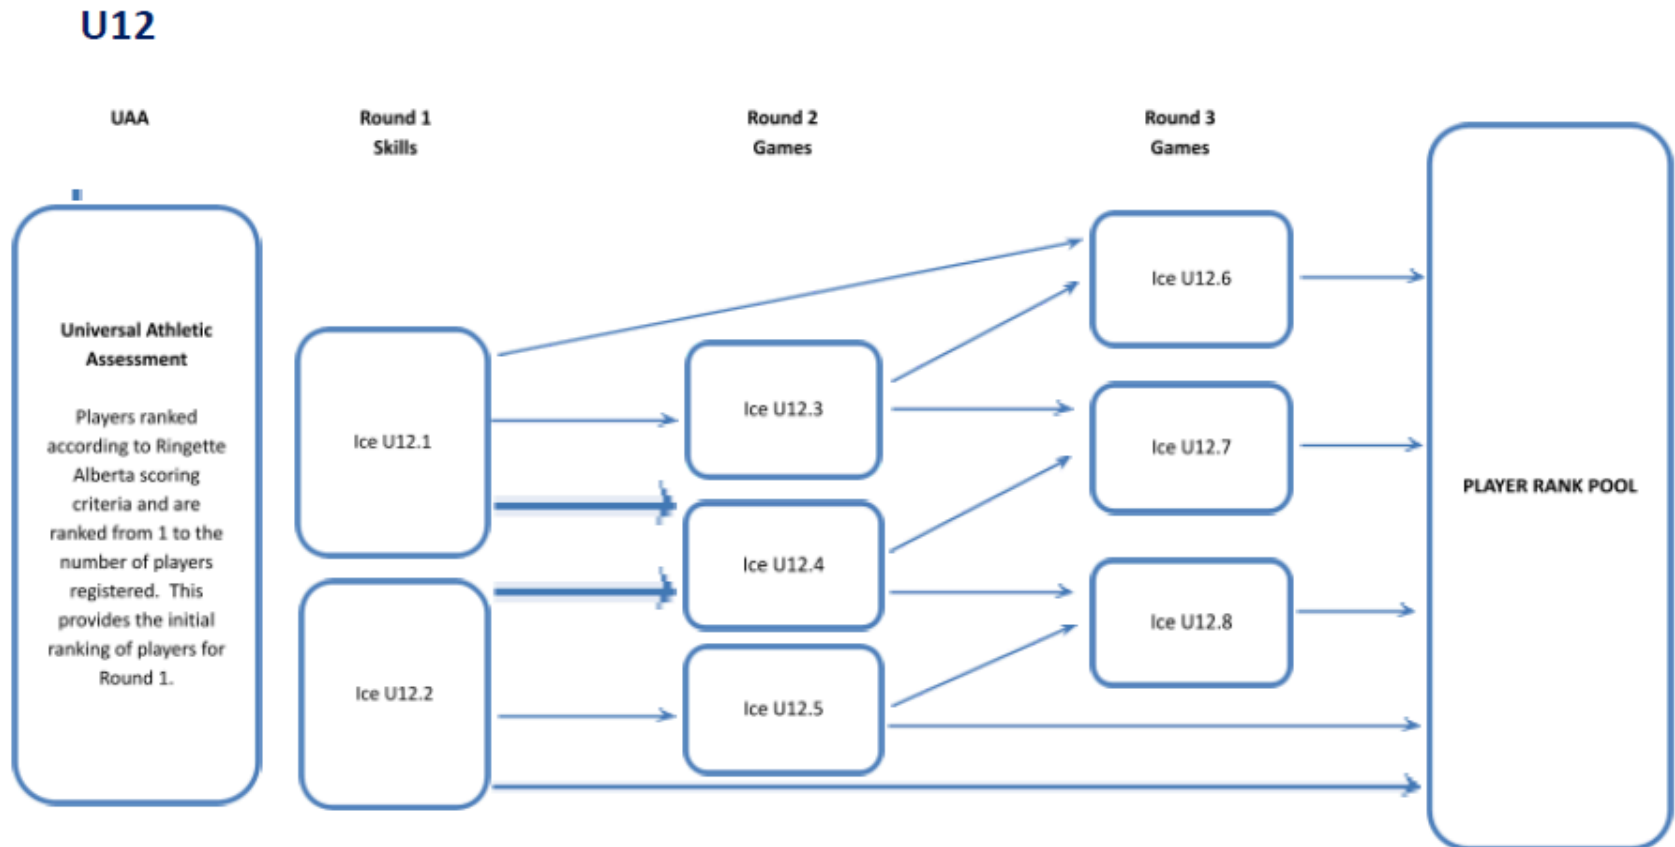 U12
UAA
Round 1
Skills
Round 2
Games
Round 3
Games
Universal Athletic
Assessment
Players ranked
according to Ringette
Alberta scoring
criteria and are
ranked from 1 to the
number of players
registered.  This
provides the initial
ranking of players for
Round 1.
Ice U12.1
Ice U12.2
Ice U12.3
Ice U12.4
Ice U12.5
Ice U12.6
Ice U12.7
Ice U12.8
PLAYER RANK POOL